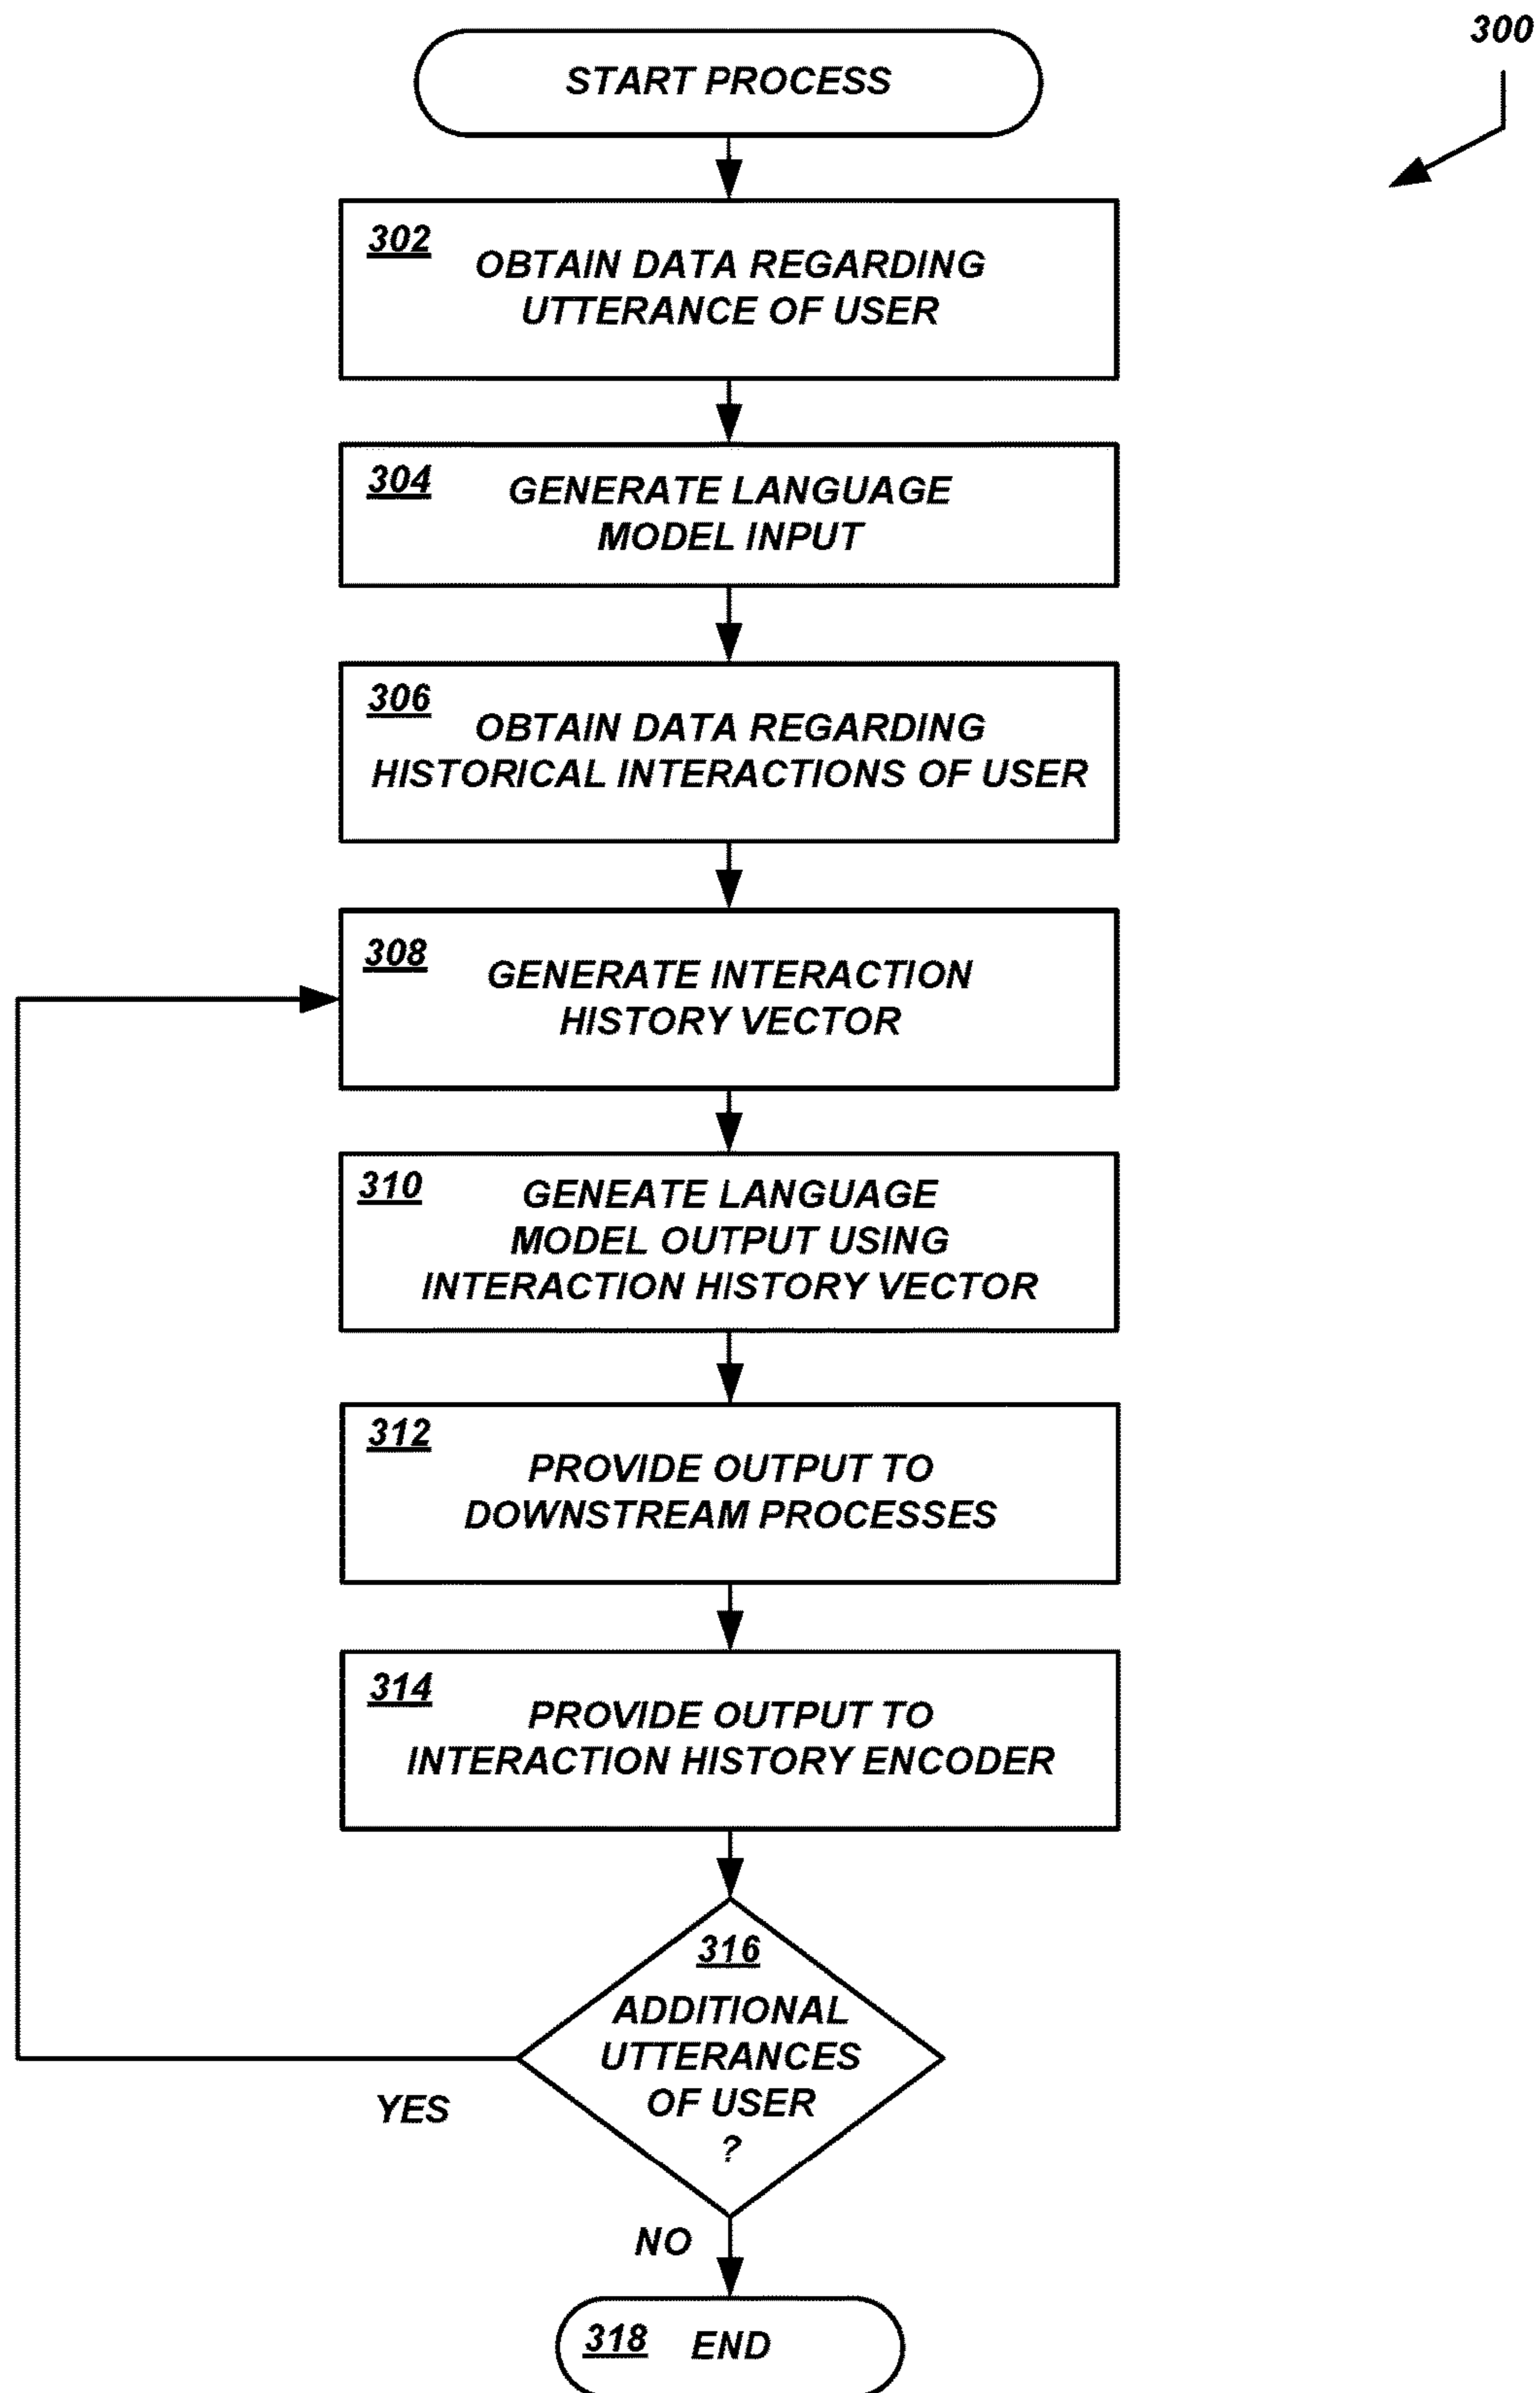 300
START PROCESS
302
OBTAIN DATA REGARDING
UTTERANCE OF USER
304
GENERATE LANGUAGE
MODEL INPUT
306
OBTAIN DATA REGARDING
HISTORICAL INTERACTIONS OF USER
308
GENERATE INTERACTION
HISTORY VECTOR
310
GENEATE LANGUAGE
MODEL OUTPUT USING
INTERACTION HISTORY VECTOR
312
PROVIDE OUTPUT TO
DOWNSTREAM PROCESSES
314
PROVIDE OUTPUT TO
INTERACTION HISTORY ENCODER
316
ADDITIONAL
UTTERANCES
OF USER
?
YES
NO
318 END